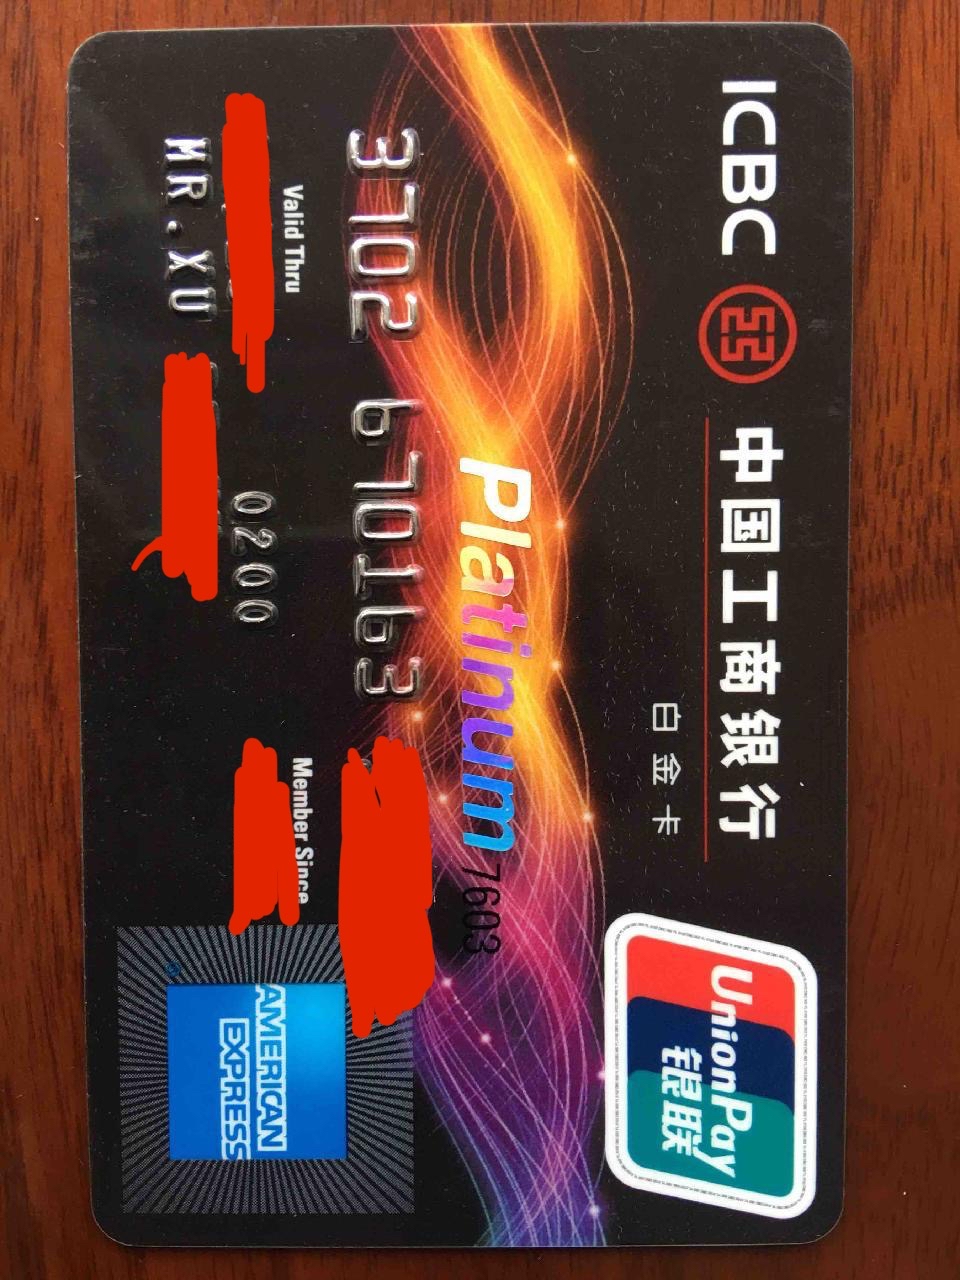 ICBC 中国工商银行
白金卡
UnionPay
银联
Platinum 7603
3702 670163
Valid Thru
Member Since
0200
MR.XU
AMERICAN
EXPRESS